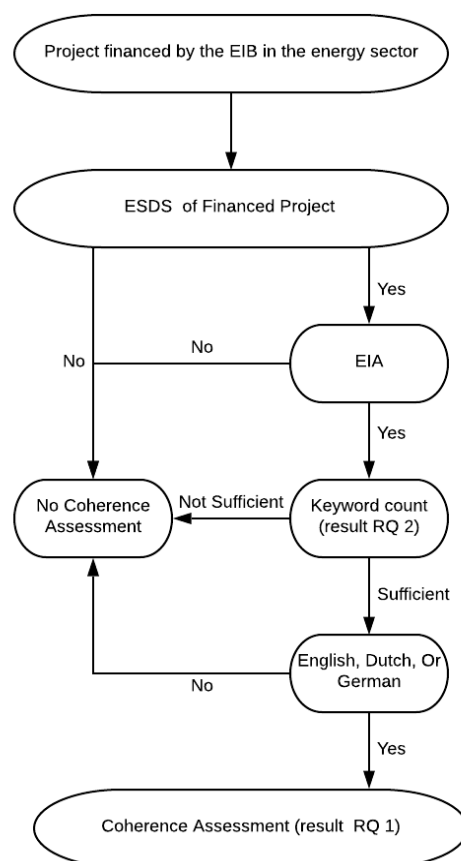 Project financed by the EIB in the energy sector
ESDS of Financed Project
Yes
No
EIA
No
Yes
No Coherence
Assessment
Not Sufficient
Keyword count
(result RQ 2)
Sufficient
English, Dutch, Or
German
No
Yes
Coherence Assessment (result RQ 1)